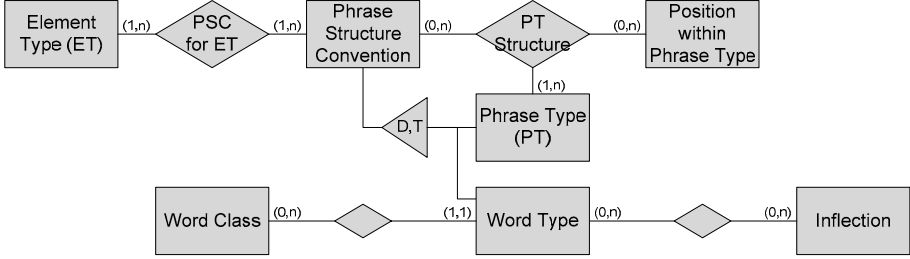 Element
Type (ET)
(1,n)
PSC
for ET
(1,n)
Phrase
Structure
Convention
(0,n)
PT
Structure
(0,n)
Position
within
Phrase Type
(1,n)
D,T
Phrase Type
(PT)
Word Class
(0,n)
(1,1)
Word Type
(0,n)
(0,n)
Inflection